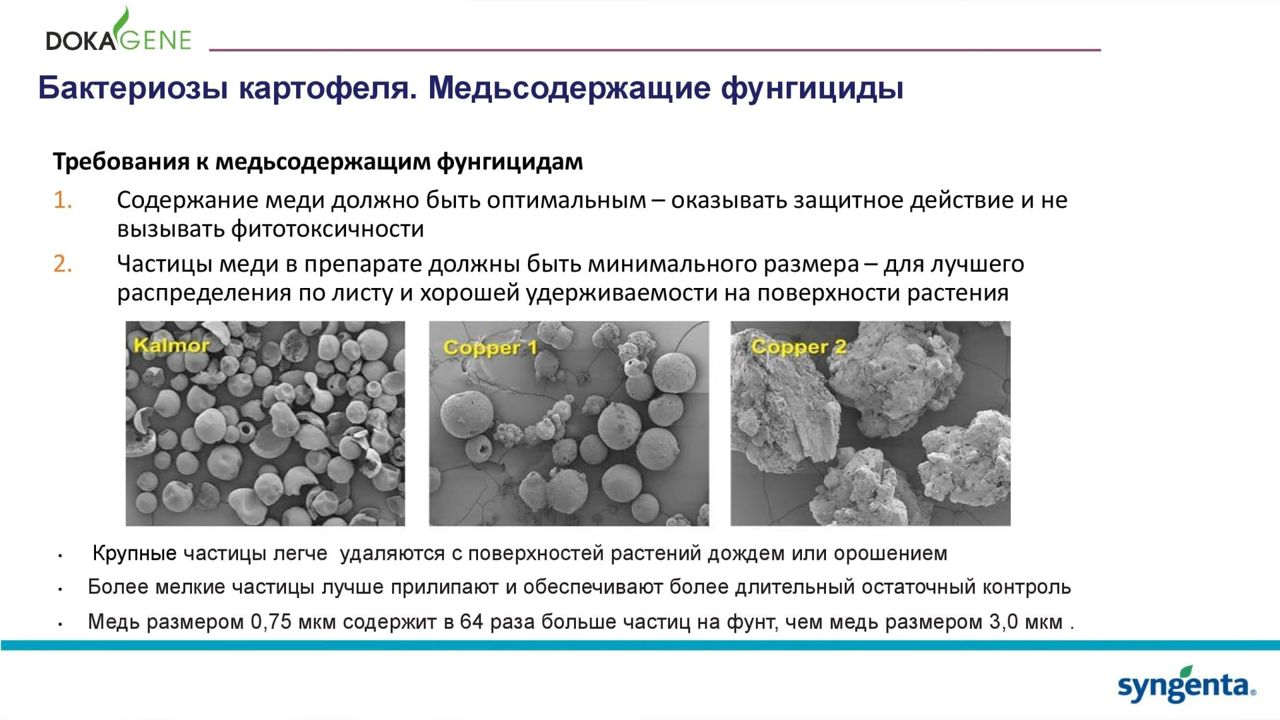 DOKAGENE
Бактериозы картофеля. Медьсодержащие фунгициды
Требования к медьсодержащим фунгицидам
1. Содержание меди должно быть оптимальным – оказывать защитное действие и не
вызывать фитотоксичности
2. Частицы меди в препарате должны быть минимального размера – для лучшего
распределения по листу и хорошей удерживаемости на поверхности растения
Kalmor
Copper 1
Copper 2
• Крупные частицы легче удаляются с поверхностей растений дождем или орошением
• Более мелкие частицы лучше прилипают и обеспечивают более длительный остаточный контроль
• Медь размером 0,75 мкм содержит в 64 раза больше частиц на фунт, чем медь размером 3,0 мкм .
syngenta®